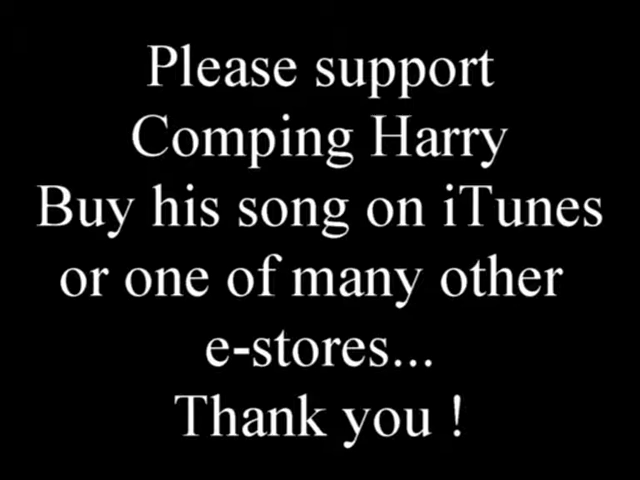 Please support
Comping Harry
Buy his song on iTunes
or one of many other
e-stores...
Thank you !